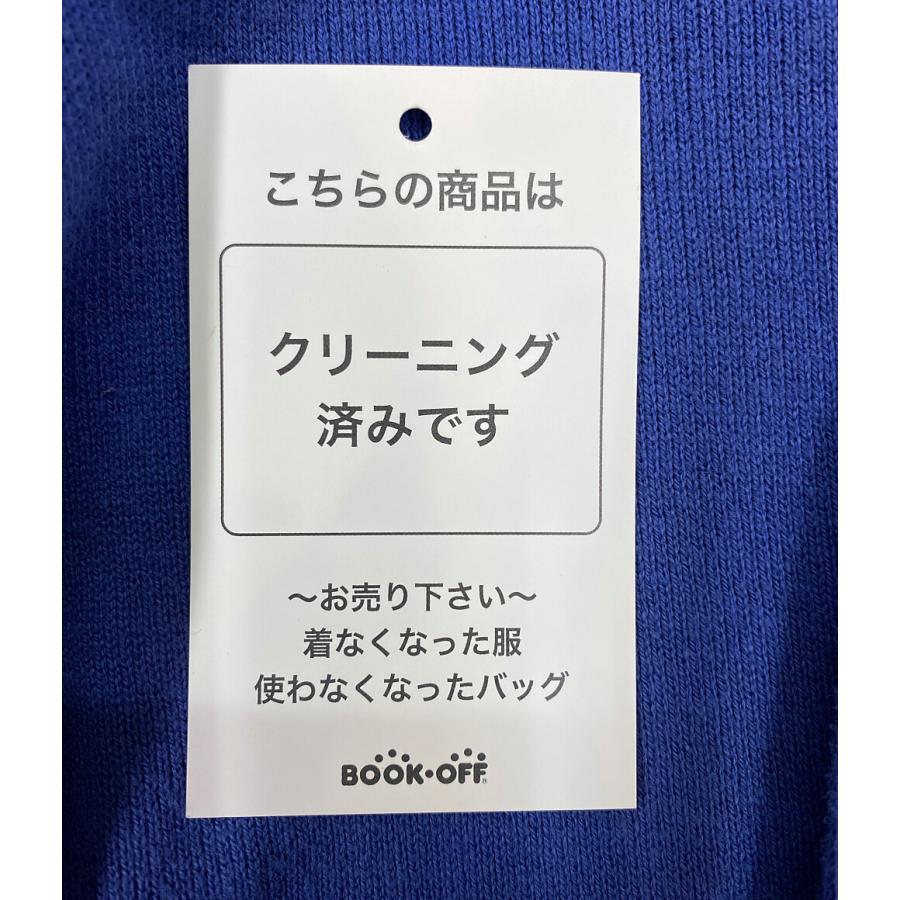 こちらの商品は
クリーニング
済みです
～お売り下さい～
着なくなった服
使わなくなったバッグ
BOOK・OFF®